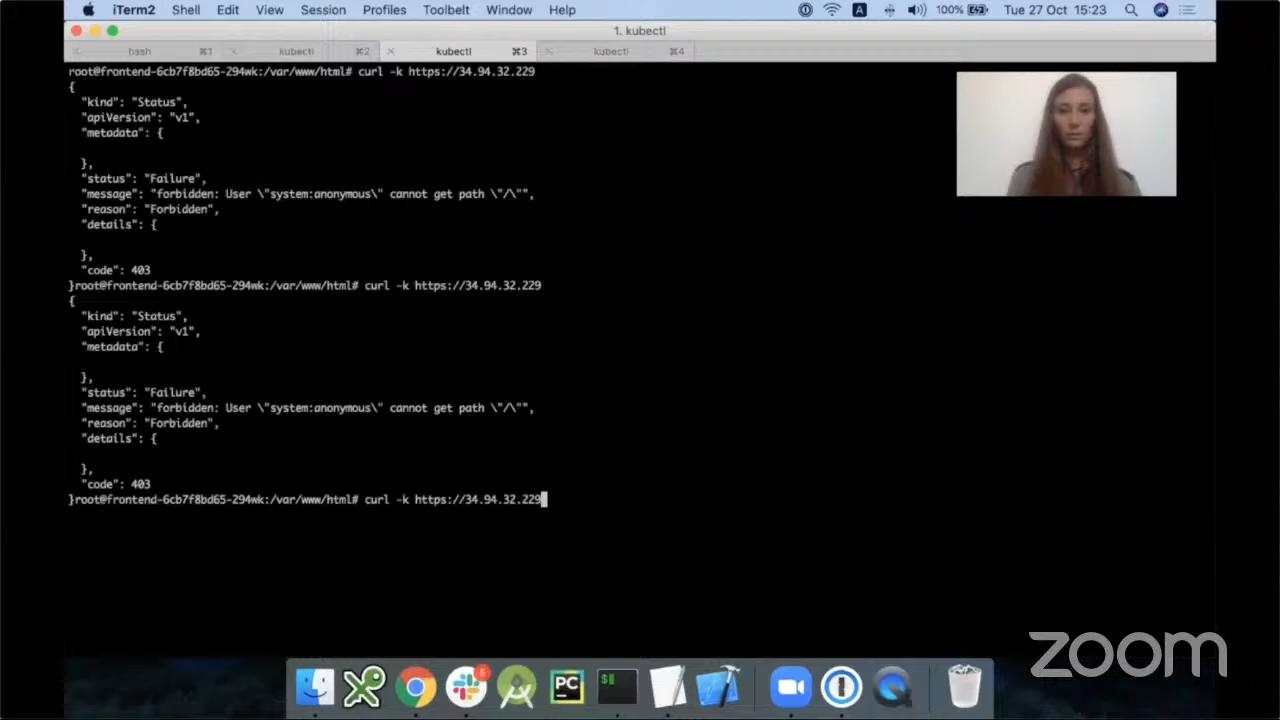 iTerm2 Shell Edit View Session Profiles Toolbelt Window Help 100% Tue 27 Oct 15:23
1. kubectl
bash ⌘1 kubectl ⌘2 kubectl ⌘3 kubectl ⌘4
root@frontend-6cb7f8bd65-294wk:/var/www/html# curl -k https://34.94.32.229
{
"kind": "Status",
"apiVersion": "v1",
"metadata": {
},
"status": "Failure",
"message": "forbidden: User \"system:anonymous\" cannot get path \"/\"",
"reason": "Forbidden",
"details": {
},
"code": 403
}root@frontend-6cb7f8bd65-294wk:/var/www/html# curl -k https://34.94.32.229
{
"kind": "Status",
"apiVersion": "v1",
"metadata": {
},
"status": "Failure",
"message": "forbidden: User \"system:anonymous\" cannot get path \"/\"",
"reason": "Forbidden",
"details": {
},
"code": 403
}root@frontend-6cb7f8bd65-294wk:/var/www/html# curl -k https://34.94.32.229
zoom
5
PC
$